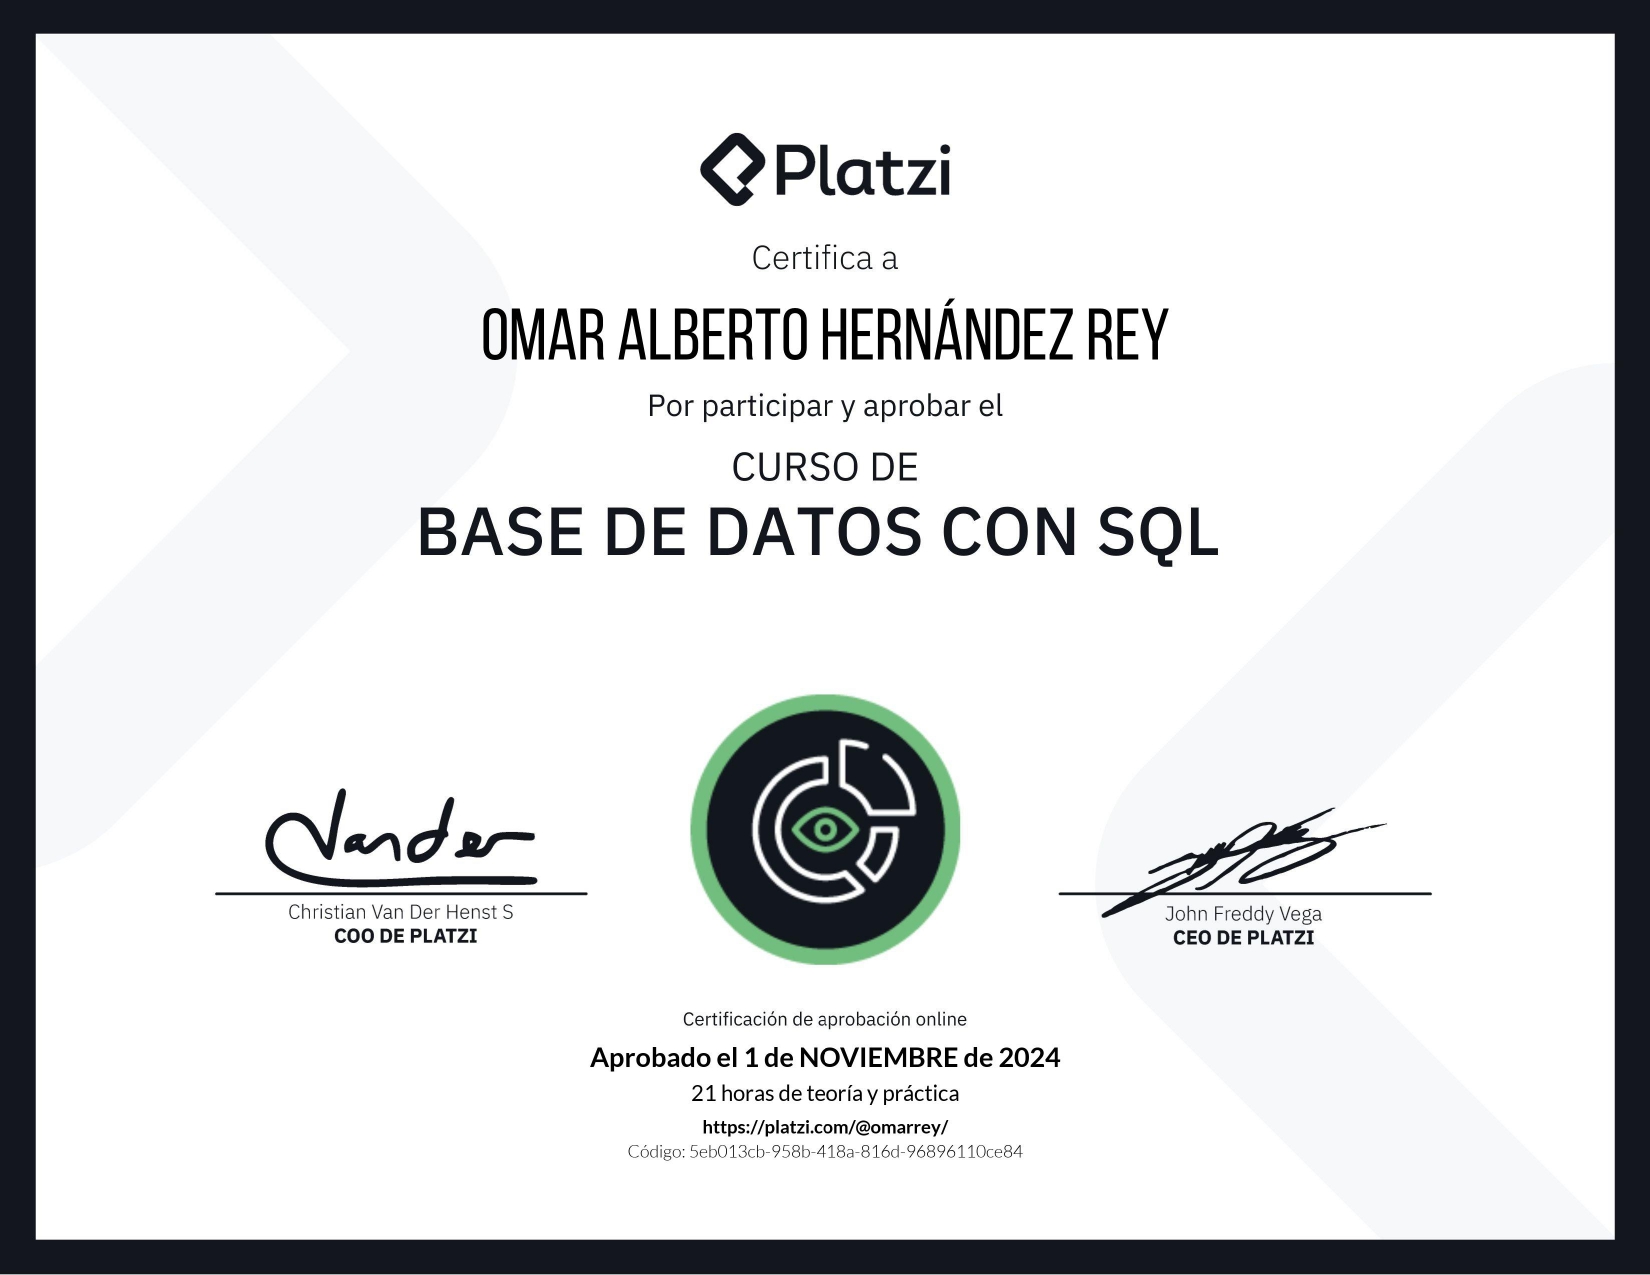 Platzi
Certifica a
OMAR ALBERTO HERNÁNDEZ REY
Por participar y aprobar el
CURSO DE
BASE DE DATOS CON SQL
Vander
Christian Van Der Henst S
COO DE PLATZI
John Freddy Vega
CEO DE PLATZI
Certificación de aprobación online
Aprobado el 1 de NOVIEMBRE de 2024
21 horas de teoría y práctica
https://platzi.com/@omarrey/
Código: 5eb013cb-958b-418a-816d-96896110ce84